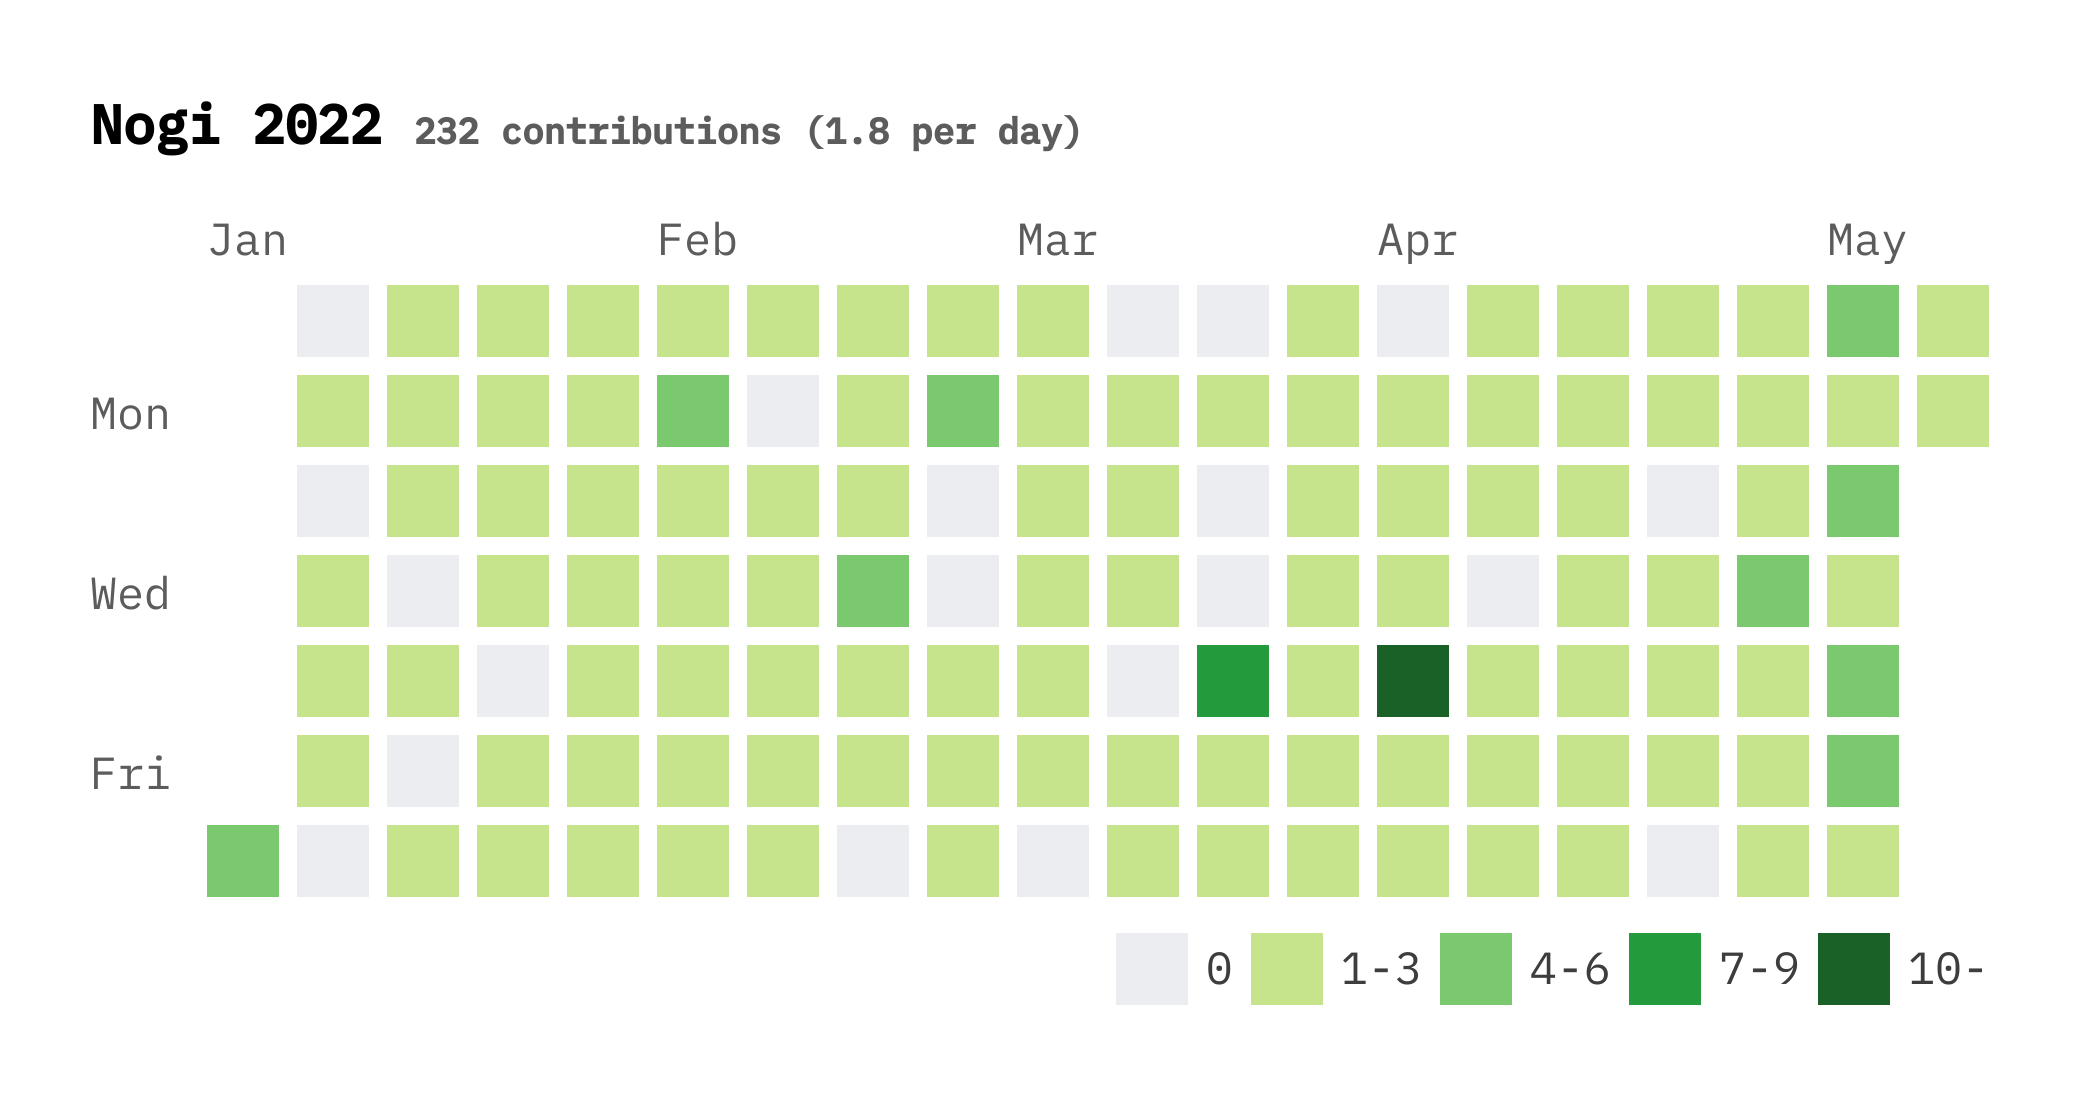 Nogi 2022 232 contributions (1.8 per day)
Jan Feb Mar Apr May
Mon
Wed
Fri
0 1-3 4-6 7-9 10-